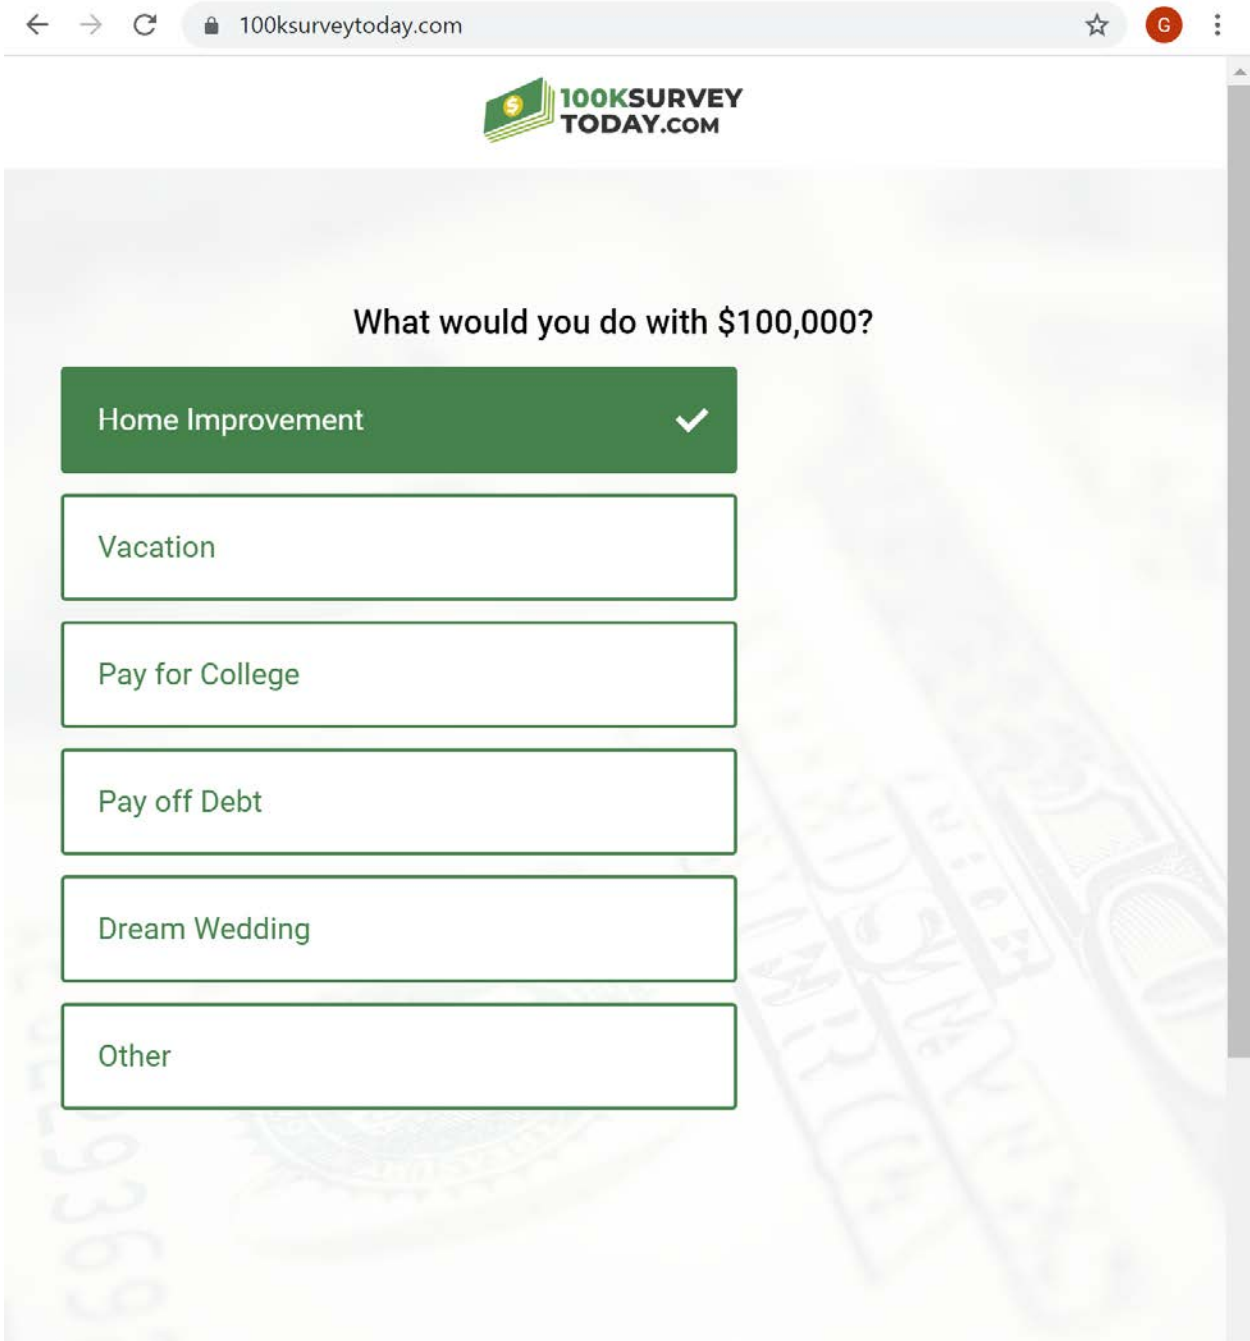 100ksurveytoday.com
G
100KSURVEY
TODAY.COM
What would you do with $100,000?
Home Improvement
Vacation
Pay for College
Pay off Debt
Dream Wedding
Other